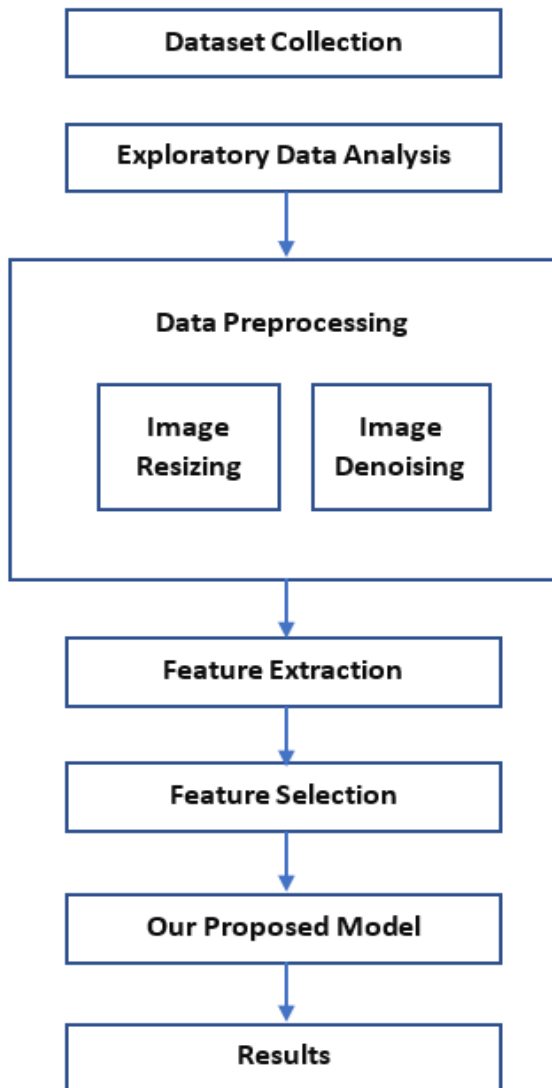 Dataset Collection
Exploratory Data Analysis
Data Preprocessing
Image
Resizing
Image
Denoising
Feature Extraction
Feature Selection
Our Proposed Model
Results